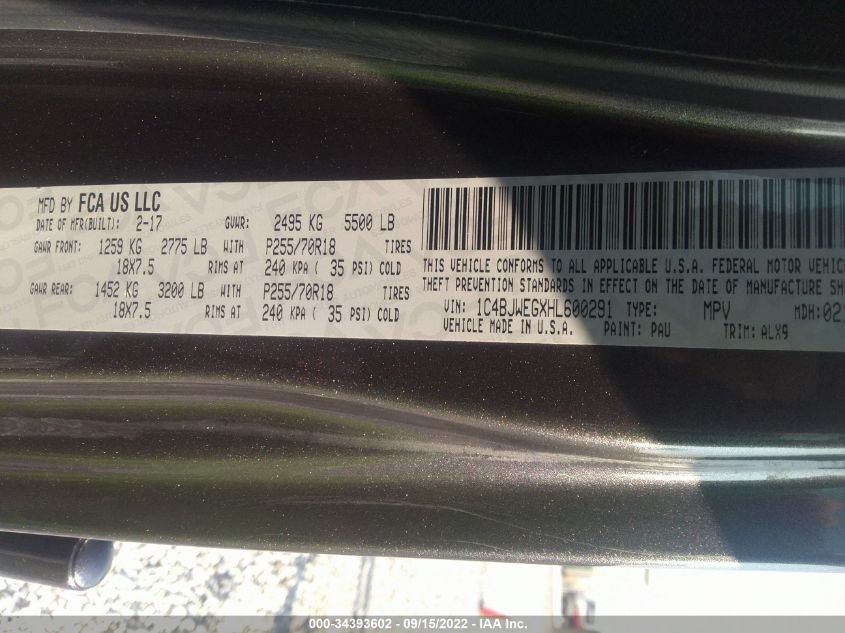 MFD BY FCA US LLC
DATE OF MFR(BUILT): 2-17 GVWR: 2495 KG 5500 LB
GAWR FRONT: 1259 KG 2775 LB WITH P255/70R18 TIRES
18X7.5 RIMS AT 240 KPA ( 35 PSI) COLD
GAWR REAR: 1452 KG 3200 LB WITH P255/70R18 TIRES
18X7.5 RIMS AT 240 KPA ( 35 PSI) COLD
THIS VEHICLE CONFORMS TO ALL APPLICABLE U.S.A. FEDERAL MOTOR VEHIC
THEFT PREVENTION STANDARDS IN EFFECT ON THE DATE OF MANUFACTURE SH
VIN: 1C4BJWEGXHL600291 TYPE: MPV MDH:02
VEHICLE MADE IN U.S.A. PAINT: PAU TRIM: ALX9
000-34393602 - 09/15/2022 - IAA Inc.